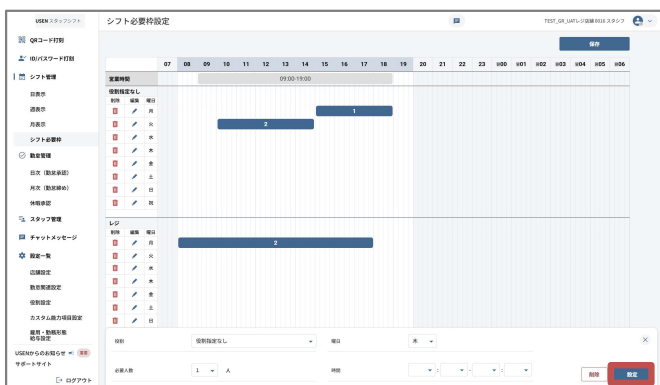 USEN スタッフシフト
シフト必要枠設定
TEST_GR_UATレジ店舗0016 スタシフ
QRコード打刻
ID/パスワード打刻
シフト管理
日表示
週表示
月表示
シフト必要枠
勤怠管理
日次（勤怠承認）
月次（勤怠締め）
休暇承認
スタッフ管理
チャットメッセージ
設定一覧
店舗設定
勤怠関連設定
役割設定
カスタム能力項目設定
雇用・勤務形態
給与設定
USENからのお知らせ
サポートサイト
ログアウト
保存
07 08 09 10 11 12 13 14 15 16 17 18 19 20 21 22 23 翌00 翌01 翌02 翌03 翌04 翌05 翌06
営業時間
09:00-19:00
役割指定なし
削除 編集 曜日
月
1
火
2
水
木
金
土
日
祝
レジ
削除 編集 曜日
月
2
火
水
木
金
土
日
役割 役割指定なし 曜日 木
必要人数 1 人 時間 : - :
削除 設定